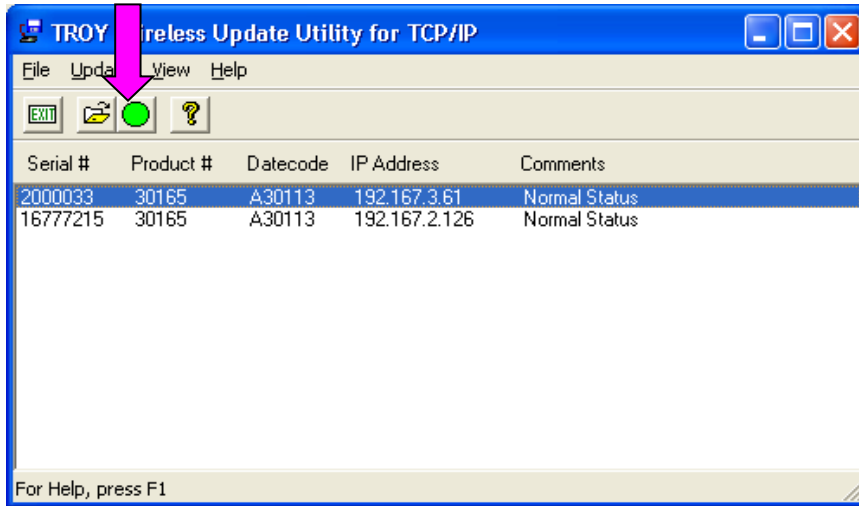 TROY ireless Update Utility for TCP/IP
File Upda View Help
EXIT ?
Serial # Product # Datecode IP Address Comments
2000033 30165 A30113 192.167.3.61 Normal Status
16777215 30165 A30113 192.167.2.126 Normal Status
For Help, press F1